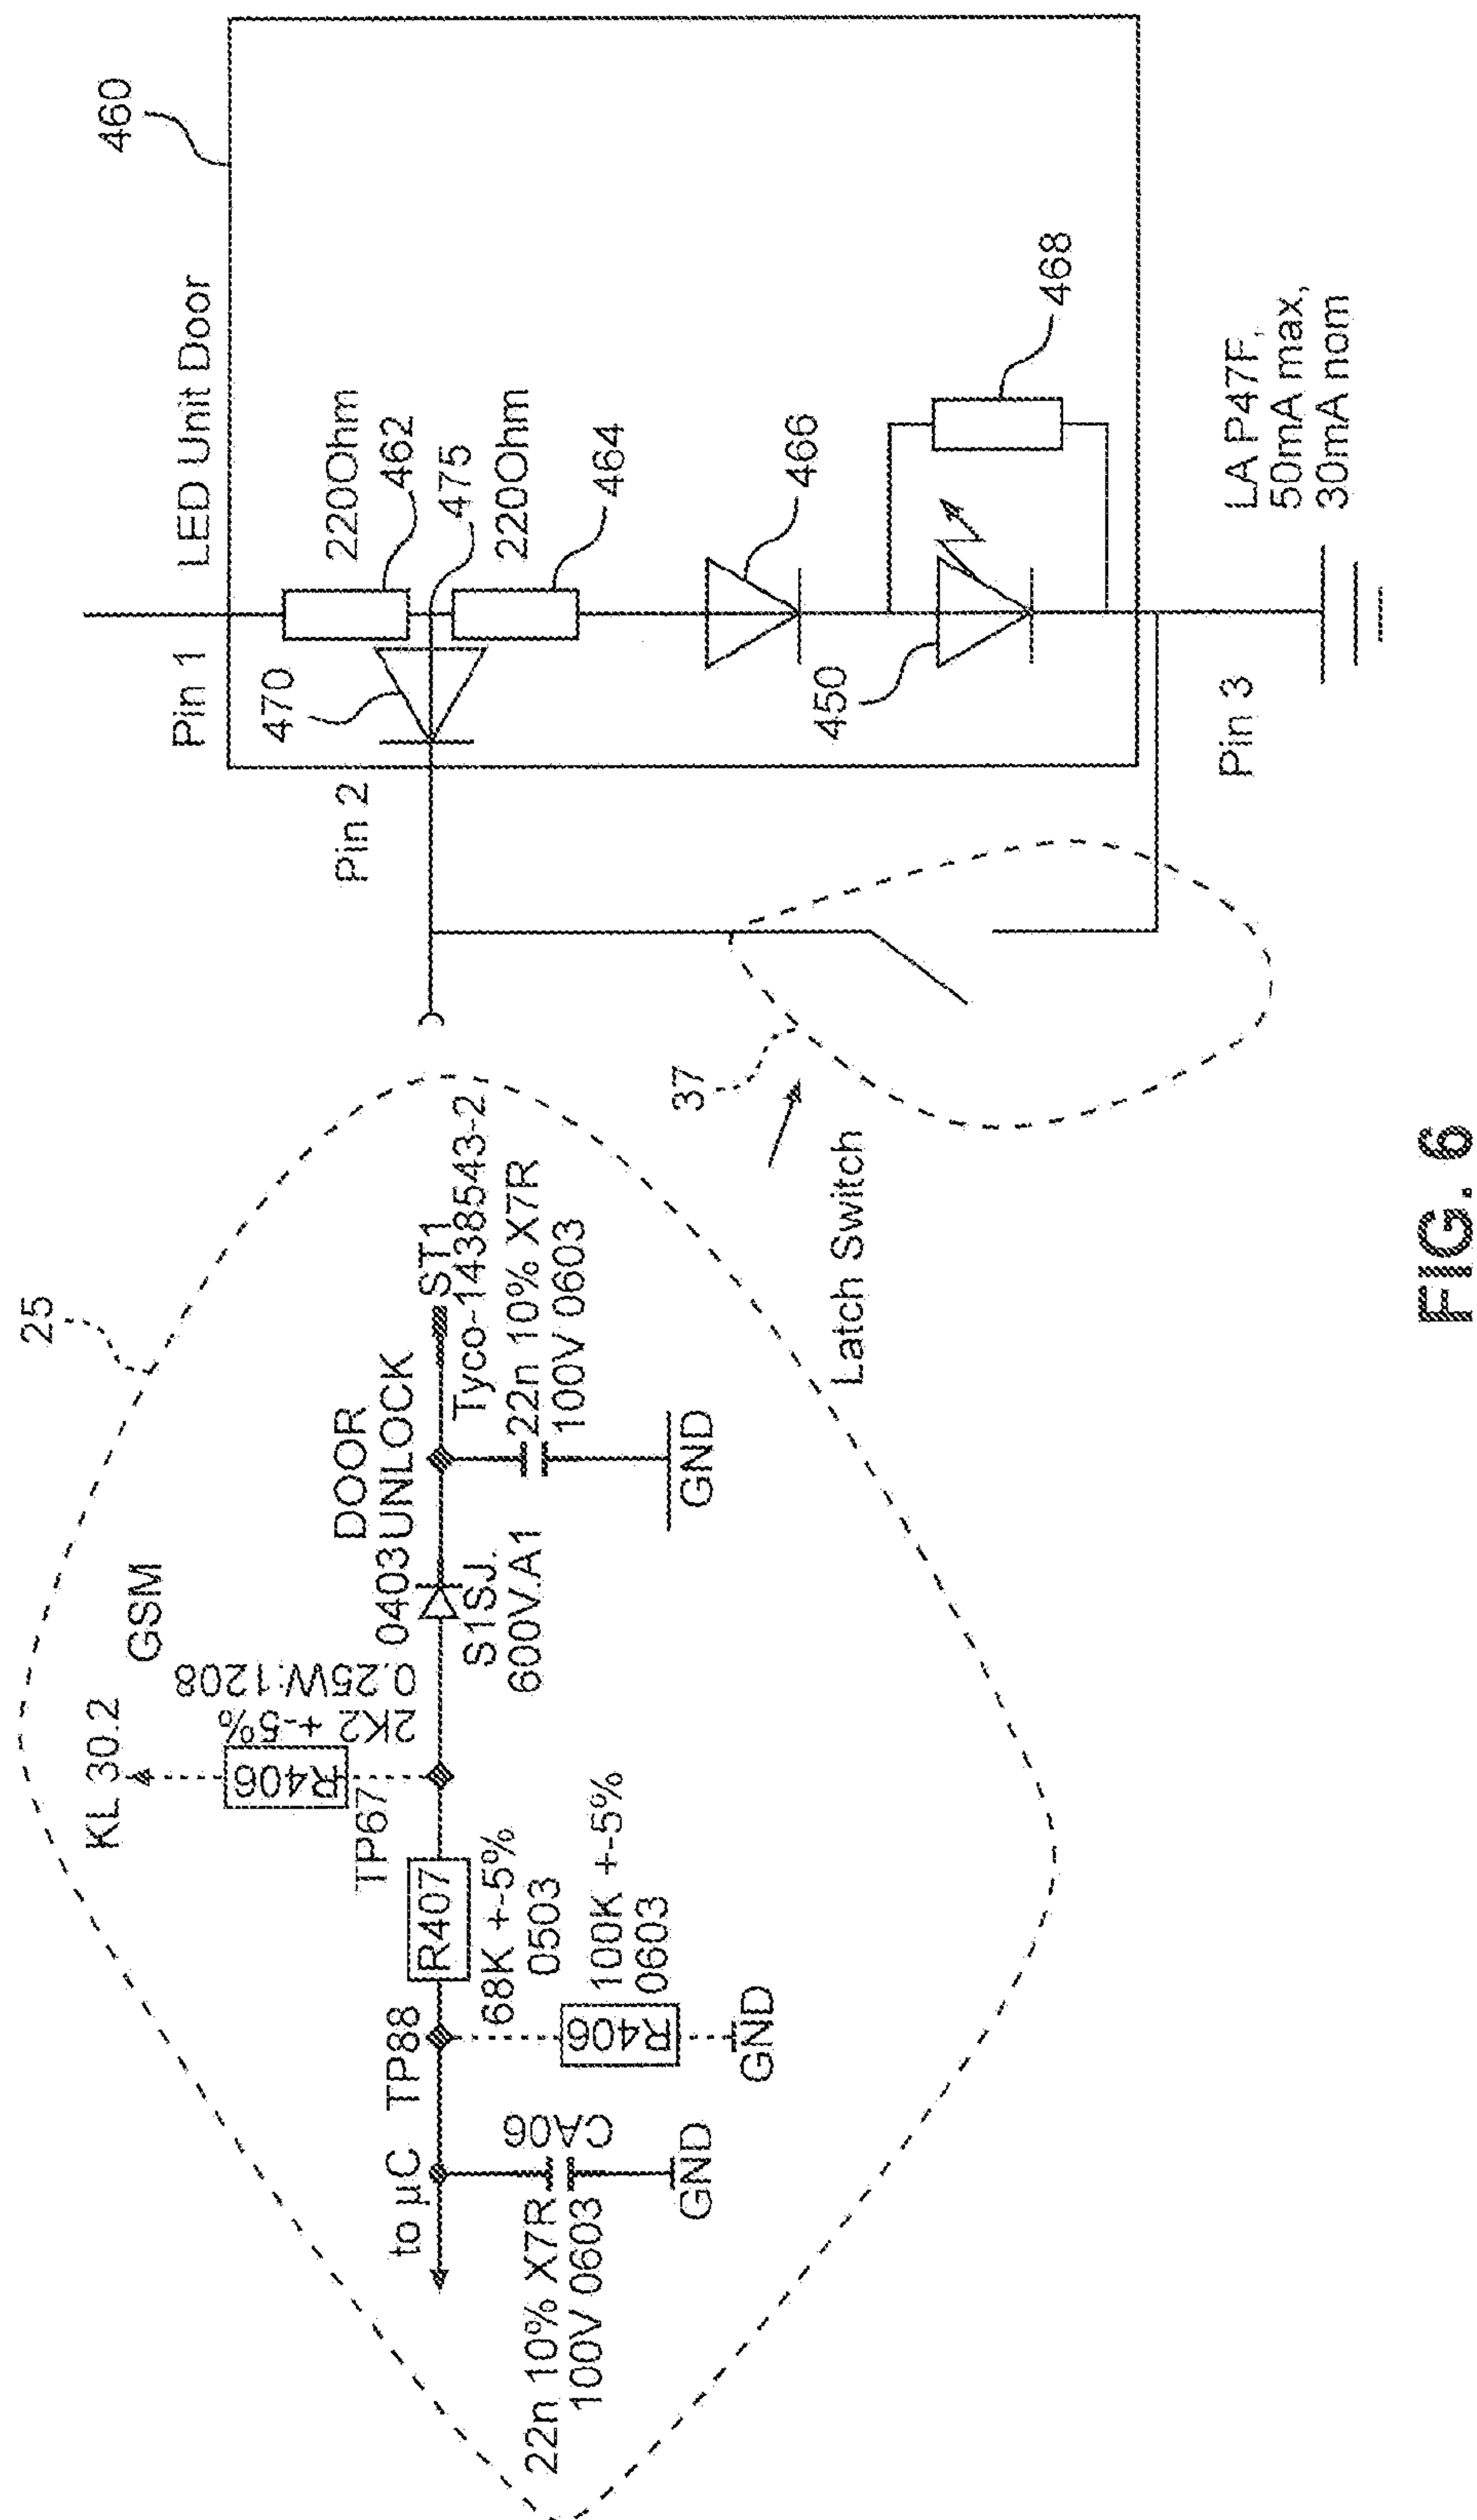 460
LED Unit Door
Pin 1
220Ohm
462
475
220Ohm
464
470
Pin 2
466
450
468
LA P47F,
50mA max,
30mA nom
Pin 3
37
Latch Switch
25
KL 30.2
GSM
R406
2K2 +-5%
0.25W:1208
TP67
DOOR
0403 UNLOCK
S1SJ.
600V.A1
ST1
Tyco-1438543-2
22n 10% X7R
100V 0603
GND
R407
68K +-5%
0503
TP88
R406
100K +-5%
0603
GND
to µC
CA06
22n 10% X7R
100V 0603
GND
FIG. 6